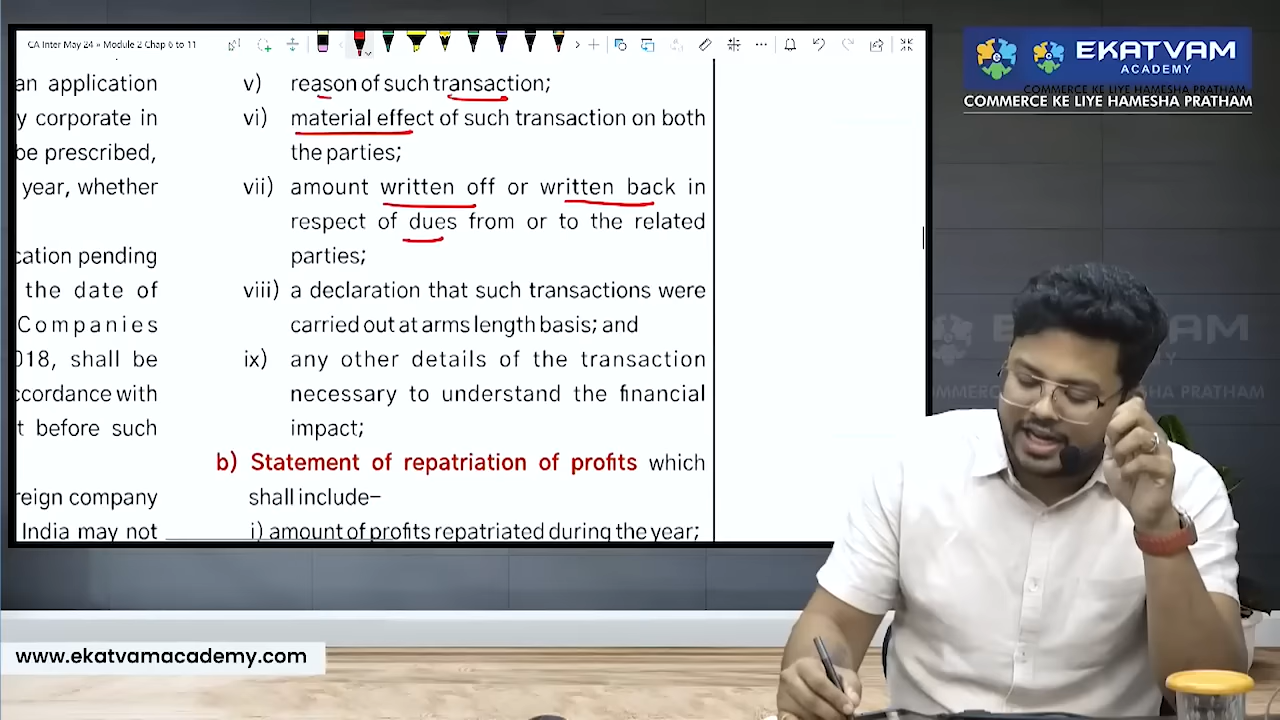 CA Inter May 24 » Module 2 Chap 6 to 11
an application
y corporate in
be prescribed,
year, whether
cation pending
the date of
Companies
018, shall be
ccordance with
t before such
reign company
India may not
v) reason of such transaction;
vi) material effect of such transaction on both
the parties;
vii) amount written off or written back in
respect of dues from or to the related
parties;
viii) a declaration that such transactions were
carried out at arms length basis; and
ix) any other details of the transaction
necessary to understand the financial
impact;
b) Statement of repatriation of profits which
shall include–
i) amount of profits repatriated during the year;
EKATVAM
ACADEMY
COMMERCE KE LIYE HAMESHA PRATHAM
COMMERCE KE LIYE HAMESHA PRATHAM
www.ekatvamacademy.com